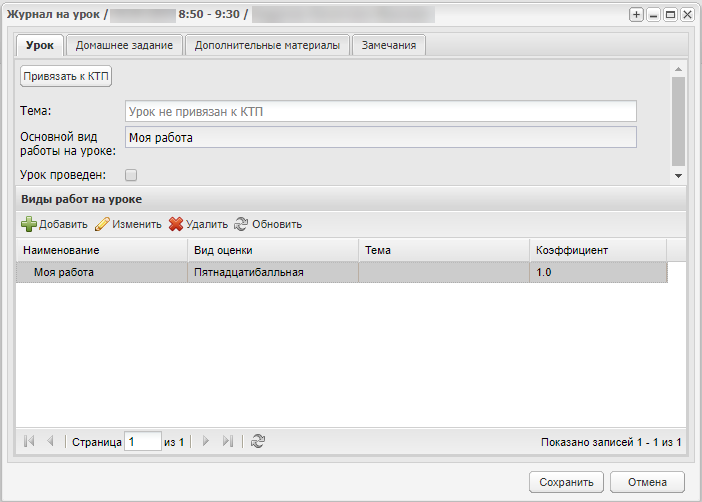 Журнал на урок / 8:50 - 9:30 /
Урок Домашнее задание Дополнительные материалы Замечания
Привязать к КТП
Тема: Урок не привязан к КТП
Основной вид
работы на уроке: Моя работа
Урок проведен:
Виды работ на уроке
Добавить Изменить Удалить Обновить
Наименование Вид оценки Тема Коэффициент
Моя работа Пятнадцатибалльная 1.0
Страница 1 из 1 Показано записей 1 - 1 из 1
Сохранить Отмена